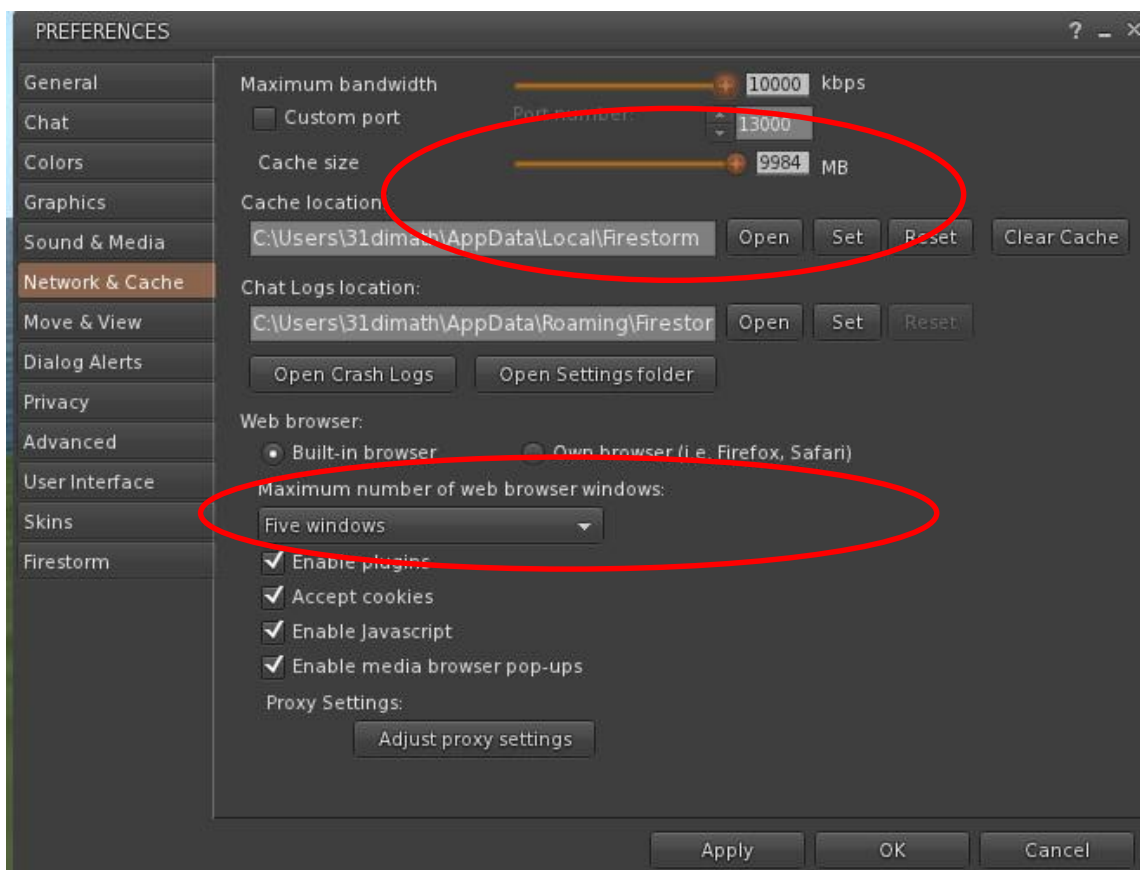 PREFERENCES ? _ ×
General
Chat
Colors
Graphics
Sound & Media
Network & Cache
Move & View
Dialog Alerts
Privacy
Advanced
User Interface
Skins
Firestorm
Maximum bandwidth 10000 kbps
Custom port Port number: 13000
Cache size 9984 MB
Cache location:
C:\Users\31dimath\AppData\Local\Firestorm Open Set Reset Clear Cache
Chat Logs location:
C:\Users\31dimath\AppData\Roaming\Firestor Open Set Reset
Open Crash Logs Open Settings folder
Web browser:
Built-in browser Own browser (i.e. Firefox, Safari)
Maximum number of web browser windows:
Five windows
Enable plugins
Accept cookies
Enable Javascript
Enable media browser pop-ups
Proxy Settings:
Adjust proxy settings
Apply OK Cancel